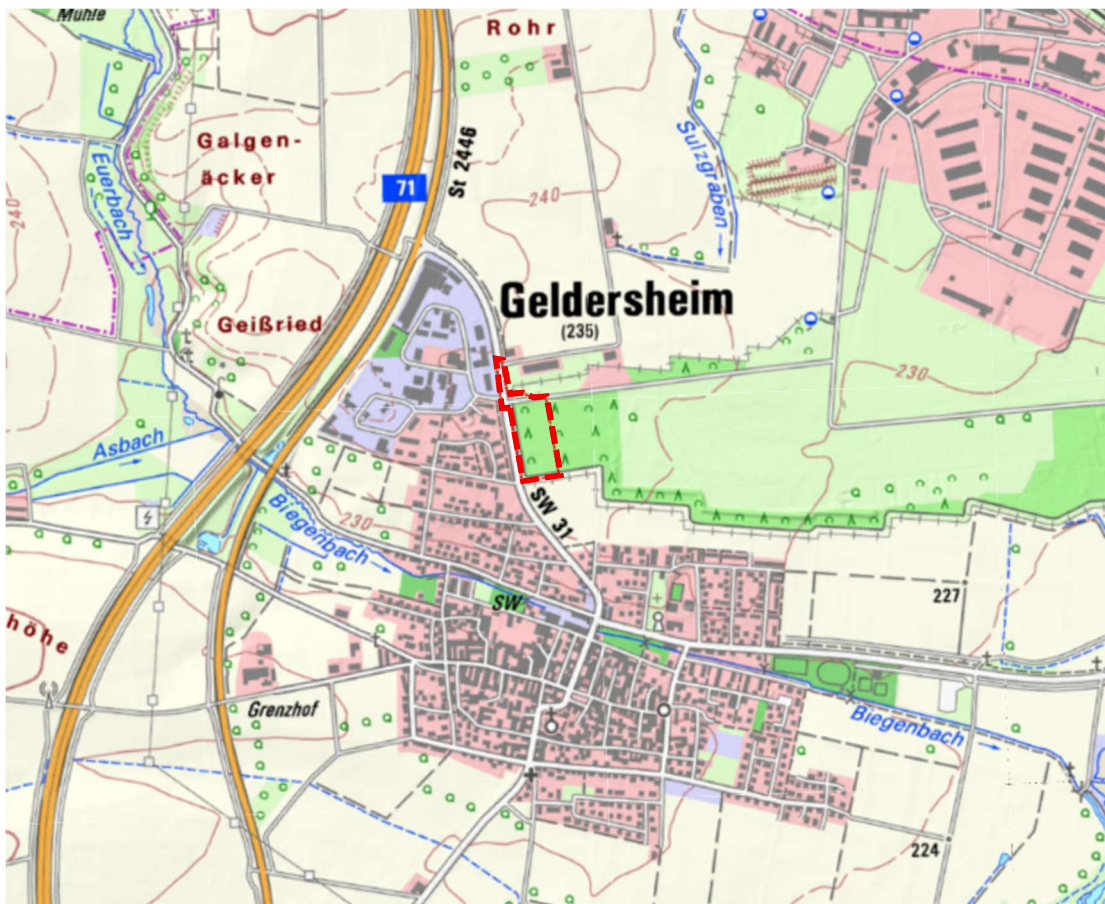 Mühle
Rohr
Galgen-
äcker
Euerbach
71
St 2446
Sulzgraben
240
240
Geldersheim
(235)
Geißried
230
Asbach
Biegenbach
230
SW 31
SW
227
höhe
Grenzhof
Biegenbach
224